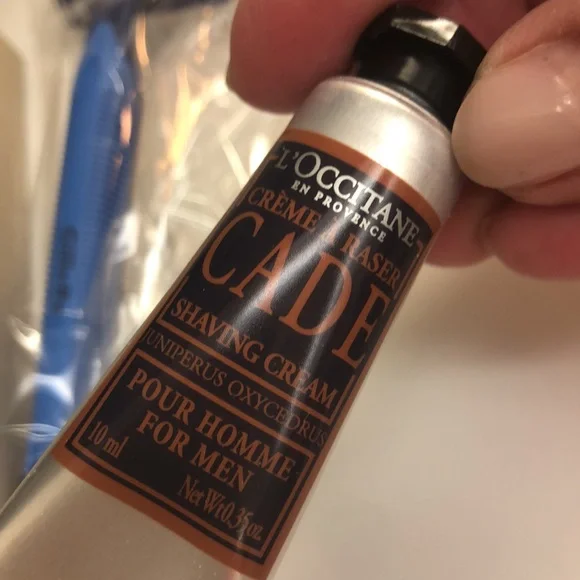 L'OCCITANE
EN PROVENCE
CRÈME À RASER
CADE
SHAVING CREAM
JUNIPERUS OXYCEDRUS
POUR HOMME
FOR MEN
10 ml
Net Wt 0.35 oz.